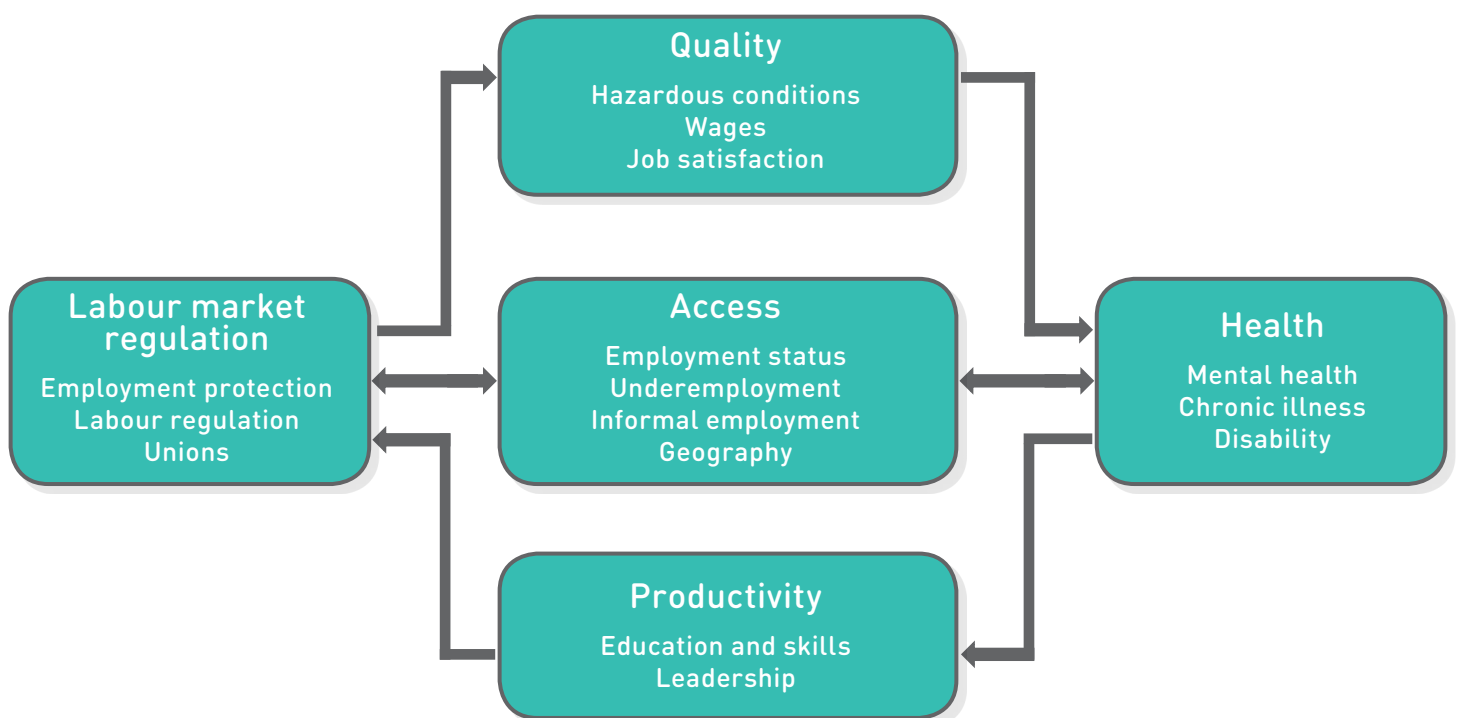 Quality
Hazardous conditions
Wages
Job satisfaction
Labour market
regulation
Employment protection
Labour regulation
Unions
Access
Employment status
Underemployment
Informal employment
Geography
Health
Mental health
Chronic illness
Disability
Productivity
Education and skills
Leadership